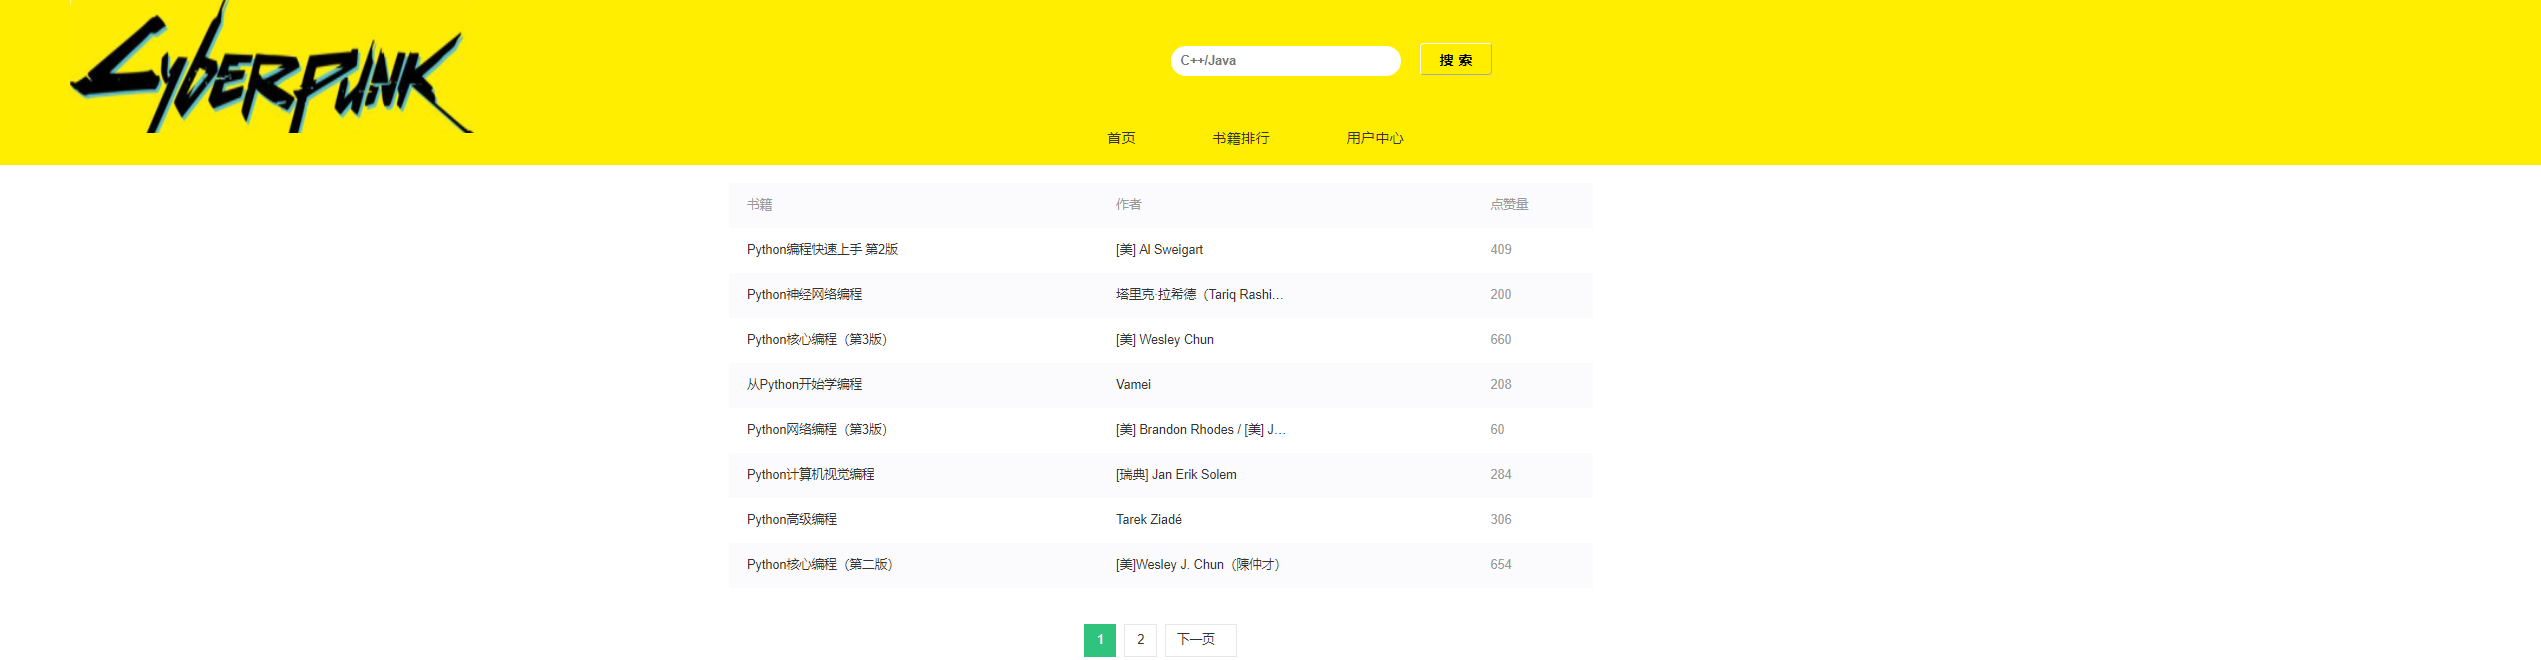 CYBERPUNK
C++/Java 搜 索
首页 书籍排行 用户中心
书籍 作者 点赞量
Python编程快速上手 第2版 [美] Al Sweigart 409
Python神经网络编程 塔里克·拉希德（Tariq Rashi... 200
Python核心编程（第3版） [美] Wesley Chun 660
从Python开始学编程 Vamei 208
Python网络编程（第3版） [美] Brandon Rhodes / [美] J... 60
Python计算机视觉编程 [瑞典] Jan Erik Solem 284
Python高级编程 Tarek Ziadé 306
Python核心编程（第二版） [美]Wesley J. Chun（陳仲才） 654
1 2 下一页